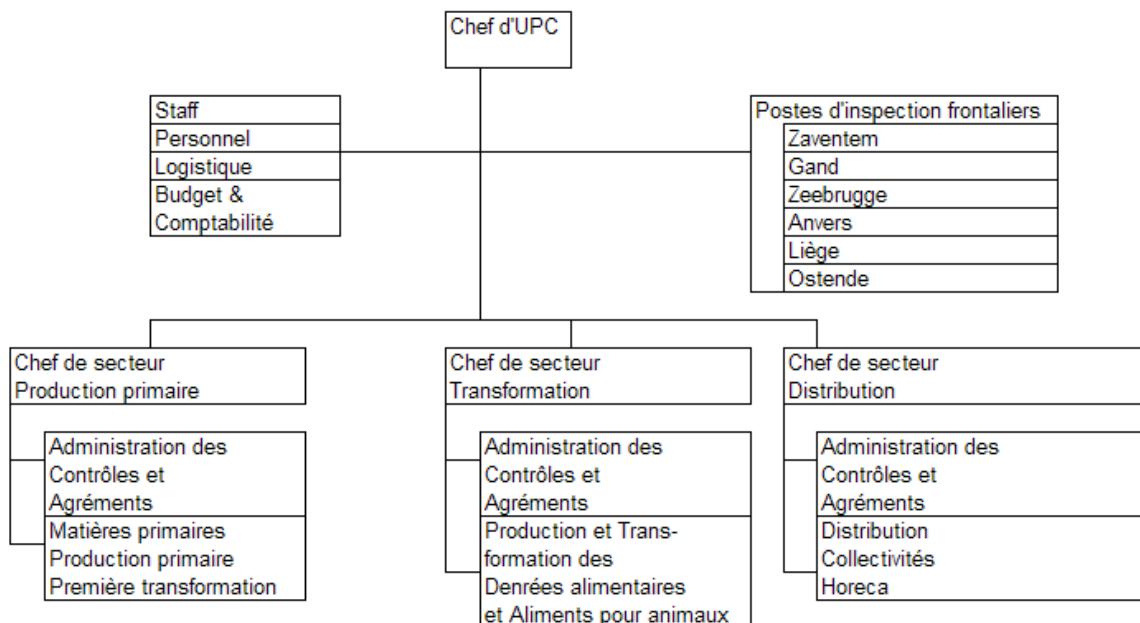 Chef d'UPC
Staff
Personnel
Logistique
Budget &
Comptabilité
Postes d'inspection frontaliers
Zaventem
Gand
Zeebrugge
Anvers
Liège
Ostende
Chef de secteur
Production primaire
Administration des
Contrôles et
Agréments
Matières primaires
Production primaire
Première transformation
Chef de secteur
Transformation
Administration des
Contrôles et
Agréments
Production et Trans-
formation des
Denrées alimentaires
et Aliments pour animaux
Chef de secteur
Distribution
Administration des
Contrôles et
Agréments
Distribution
Collectivités
Horeca